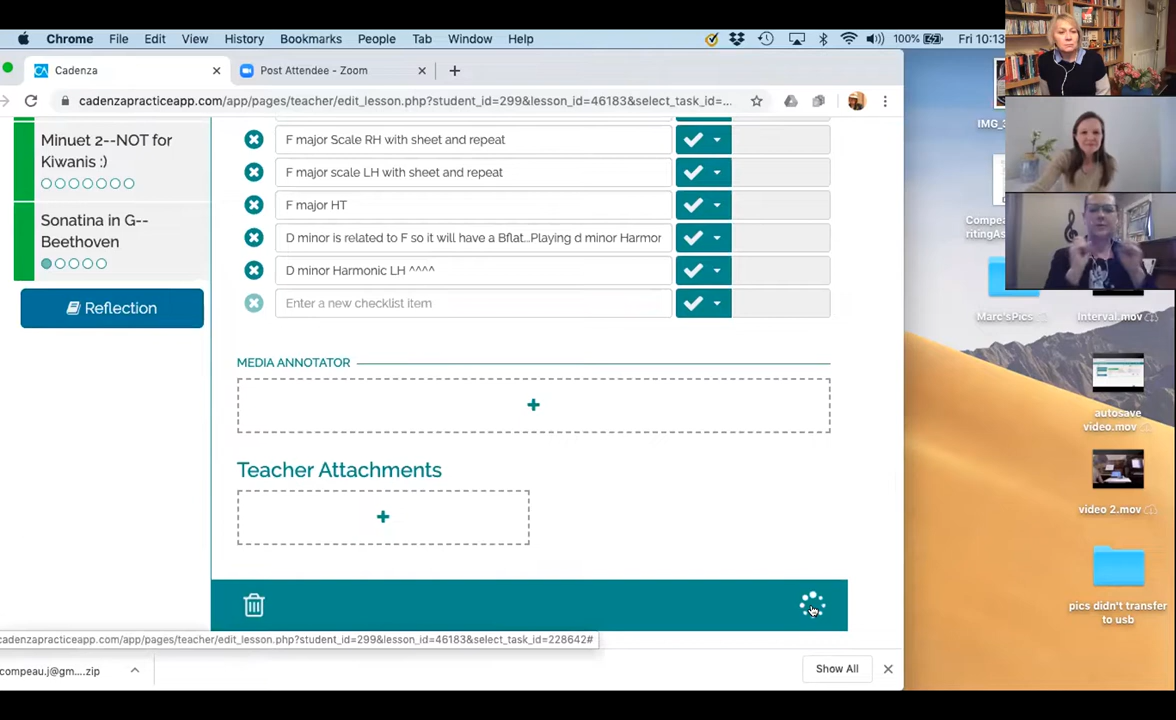 Chrome File Edit View History Bookmarks People Tab Window Help 100% Fri 10:13
Cadenza
Post Attendee - Zoom
cadenzapracticeapp.com/app/pages/teacher/edit_lesson.php?student_id=299&lesson_id=46183&select_task_id=...
Minuet 2--NOT for
Kiwanis :)
Sonatina in G--
Beethoven
Reflection
F major Scale RH with sheet and repeat
F major scale LH with sheet and repeat
F major HT
D minor is related to F so it will have a Bflat...Playing d minor Harmor
D minor Harmonic LH ^^^^
Enter a new checklist item
MEDIA ANNOTATOR
+
Teacher Attachments
+
cadenzapracticeapp.com/app/pages/teacher/edit_lesson.php?student_id=299&lesson_id=46183&select_task_id=228642#
compeau.j@gm....zip
Show All
IMG_3
Compea
ritingAs
Marc'sPics
Interval.mov
autosave
video.mov
video 2.mov
pics didn't transfer
to usb